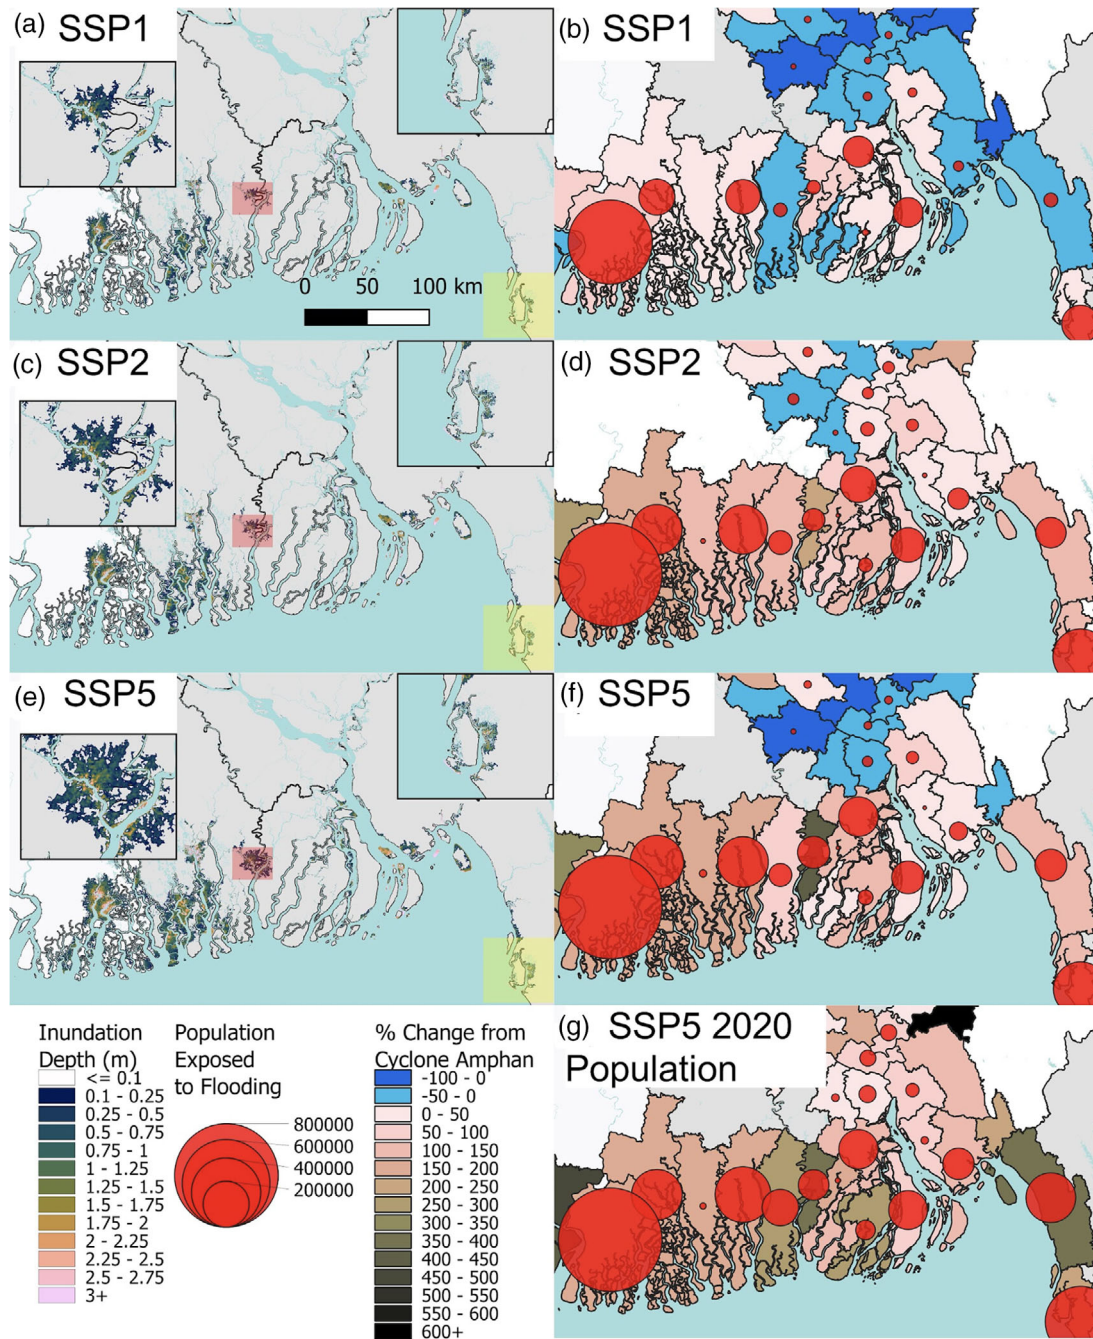 (a) SSP1
(b) SSP1
0 50 100 km
(c) SSP2
(d) SSP2
(e) SSP5
(f) SSP5
(g) SSP5 2020
Population
Inundation
Depth (m)
<= 0.1
0.1 - 0.25
0.25 - 0.5
0.5 - 0.75
0.75 - 1
1 - 1.25
1.25 - 1.5
1.5 - 1.75
1.75 - 2
2 - 2.25
2.25 - 2.5
2.5 - 2.75
3+
Population
Exposed
to Flooding
800000
600000
400000
200000
% Change from
Cyclone Amphan
-100 - 0
-50 - 0
0 - 50
50 - 100
100 - 150
150 - 200
200 - 250
250 - 300
300 - 350
350 - 400
400 - 450
450 - 500
500 - 550
550 - 600
600+